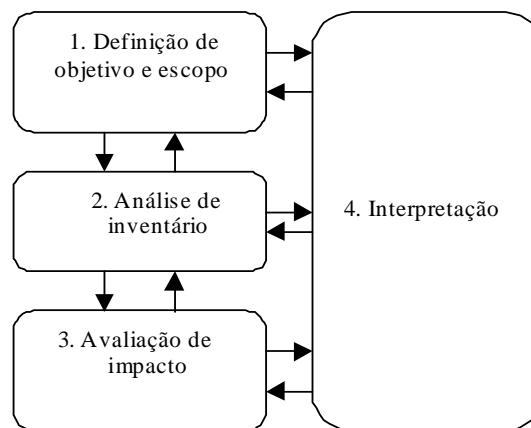 1. Definição de
objetivo e escopo
2. Análise de
inventário
4. Interpretação
3. Avaliação de
impacto